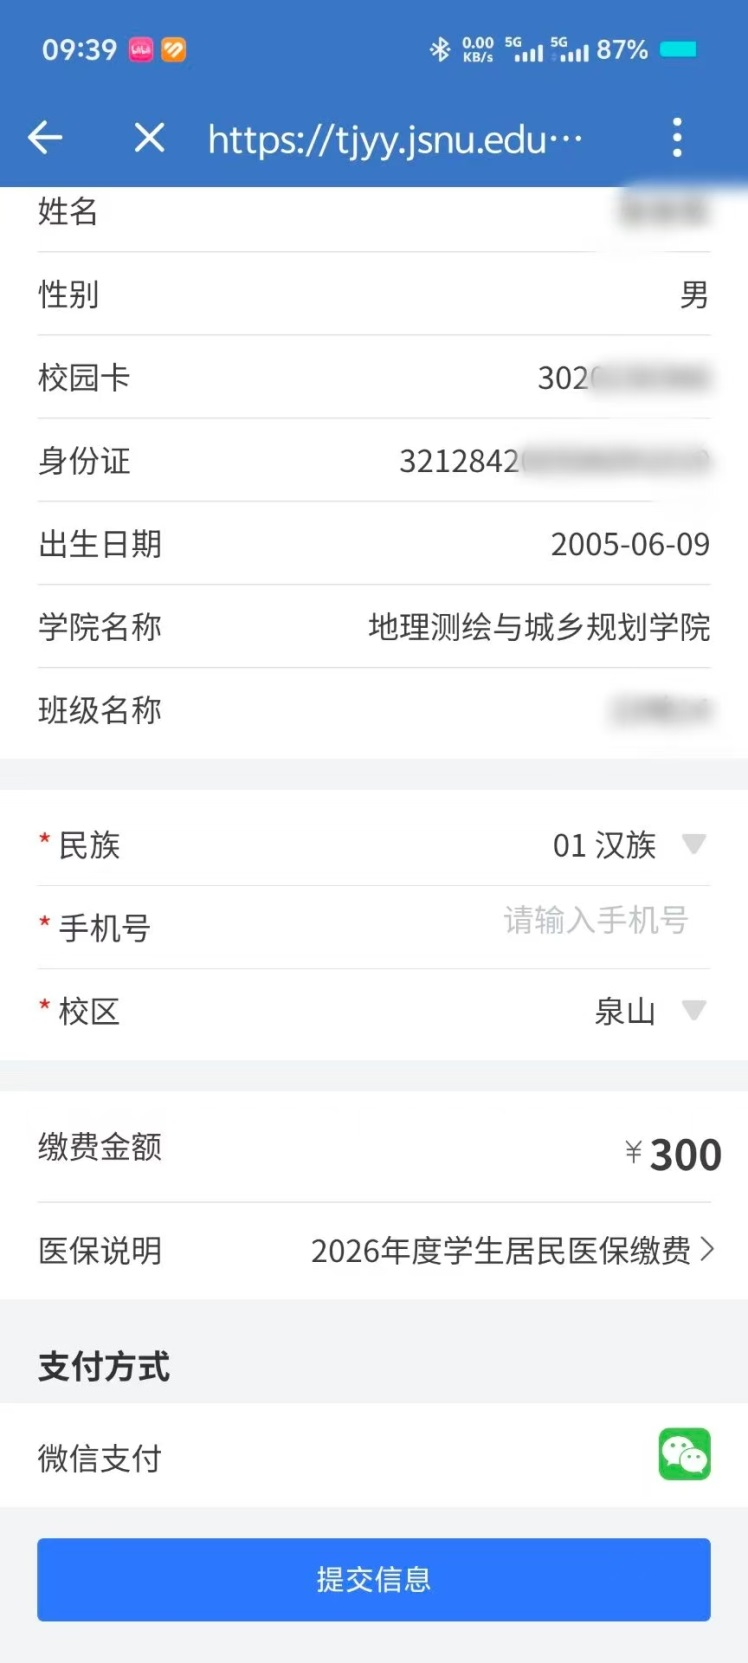 09:39 0.00 KB/s 5G 5G 87%
https://tjyy.jsnu.edu···
姓名
性别 男
校园卡 302
身份证 3212842
出生日期 2005-06-09
学院名称 地理测绘与城乡规划学院
班级名称
* 民族 01 汉族
* 手机号 请输入手机号
* 校区 泉山
缴费金额 ¥300
医保说明 2026年度学生居民医保缴费
支付方式
微信支付
提交信息